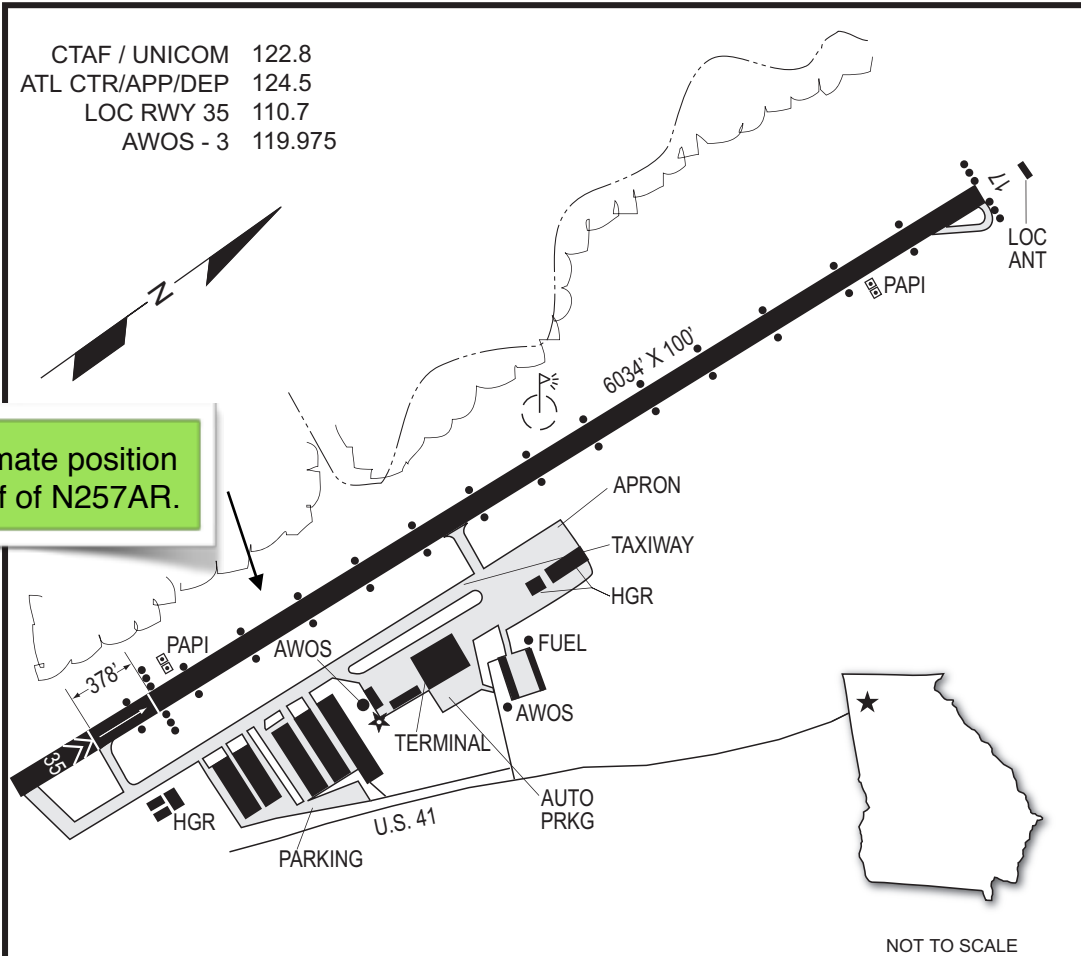 CTAF / UNICOM 122.8
ATL CTR/APP/DEP 124.5
LOC RWY 35 110.7
AWOS - 3 119.975
N
17
LOC
ANT
PAPI
6034' X 100'
mate position
of N257AR.
APRON
TAXIWAY
HGR
FUEL
AWOS
PAPI
378'
AWOS
TERMINAL
35
HGR
AUTO
PRKG
U.S. 41
PARKING
NOT TO SCALE